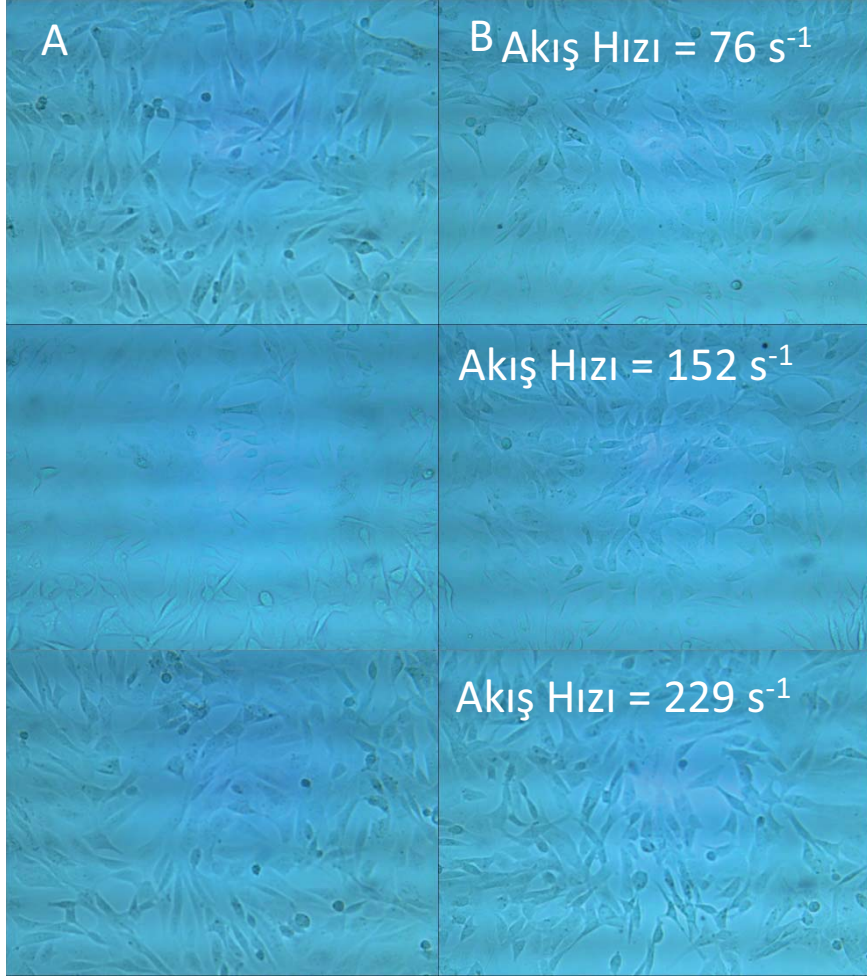 A
B Akış Hızı = 76 s⁻¹
Akış Hızı = 152 s⁻¹
Akış Hızı = 229 s⁻¹